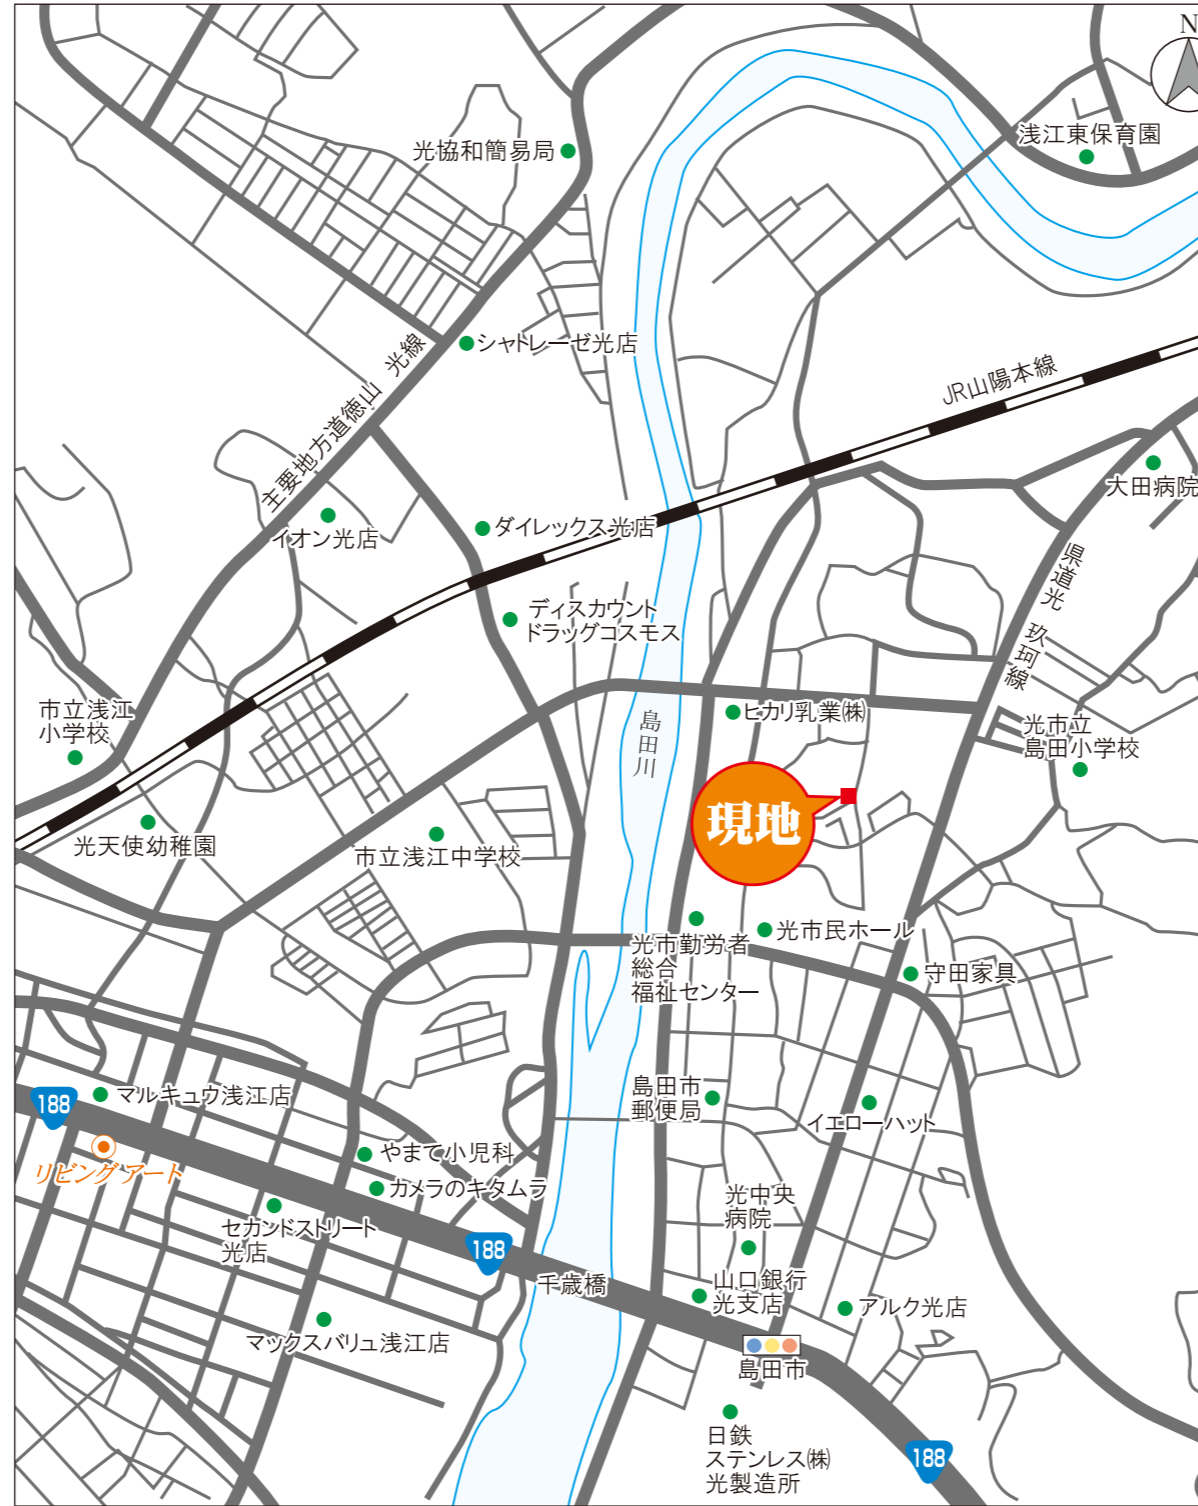 N
浅江東保育園
光協和簡易局
シャトレーゼ光店
主要地方道徳山 光線
JR山陽本線
大田病院
イオン光店
ダイレックス光店
県道光 玖珂線
ディスカウント
ドラッグコスモス
市立浅江
小学校
島田川
ヒカリ乳業㈱
光市立
島田小学校
現地
光天使幼稚園
市立浅江中学校
光市勤労者
総合
福祉センター
光市民ホール
守田家具
188
マルキュウ浅江店
島田市
郵便局
イエローハット
リビングアート
やまて小児科
カメラのキタムラ
セカンドストリート
光店
188
光中央
病院
千歳橋
山口銀行
光支店
アルク光店
マックスバリュ浅江店
島田市
日鉄
ステンレス㈱
光製造所
188